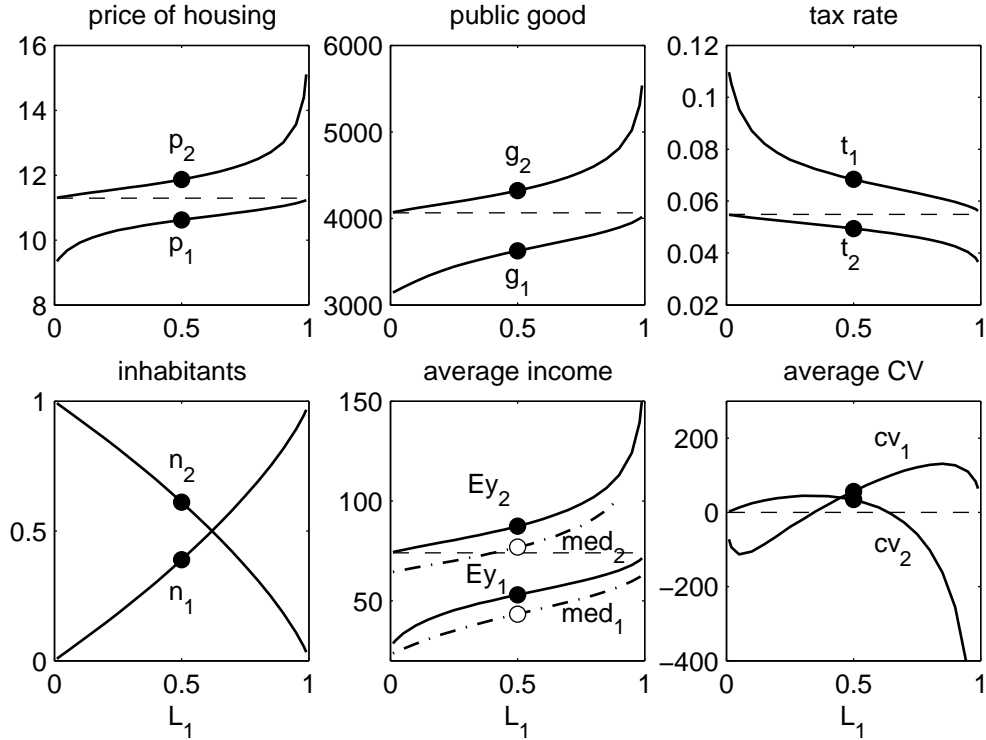 price of housing
public good
tax rate
16
14
12
10
8
p2
p1
0
0.5
1
6000
5000
4000
3000
g2
g1
0
0.5
1
0.12
0.1
0.08
0.06
0.04
0.02
t1
t2
0
0.5
1
inhabitants
average income
average CV
1
0.5
0
n2
n1
0
0.5
1
L1
150
100
50
Ey2
med2
Ey1
med1
0
0.5
1
L1
200
0
−200
−400
cv1
cv2
0
0.5
1
L1